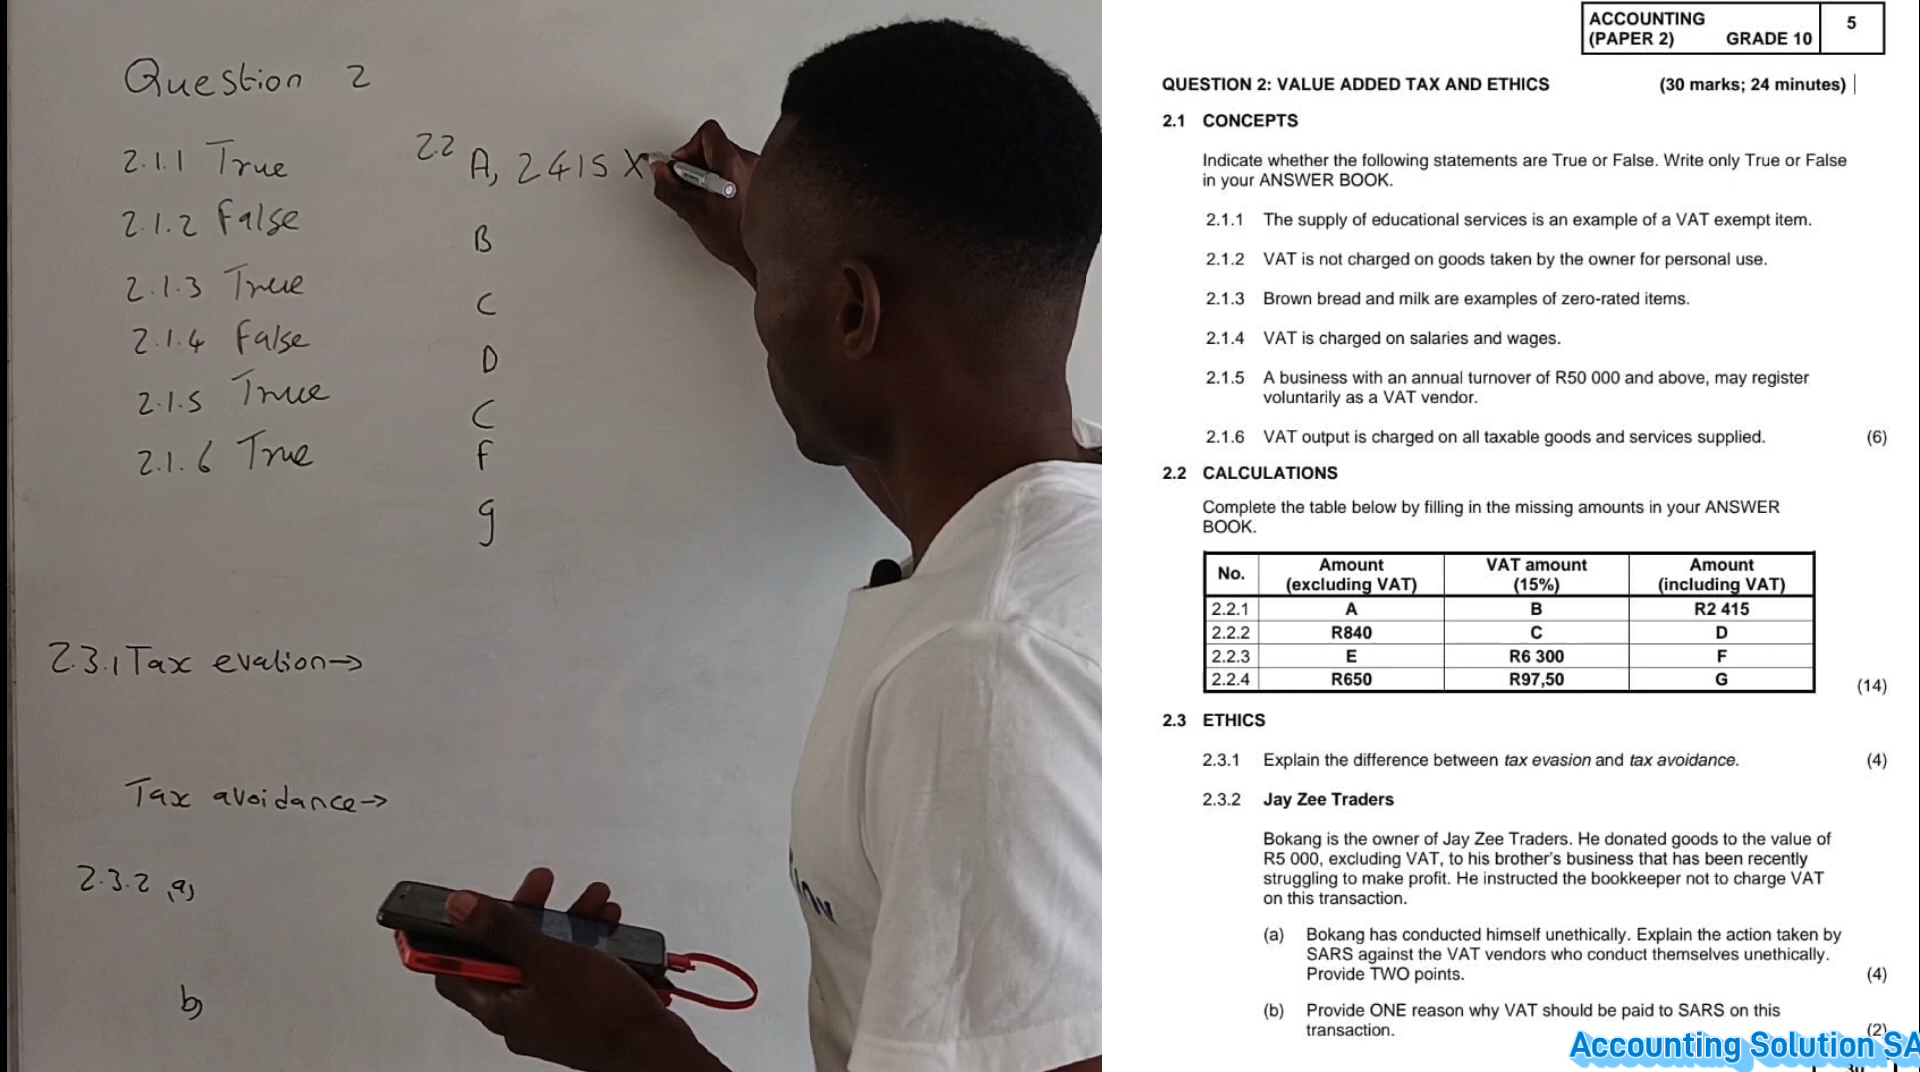 Question 2
2.1.1 True
2.1.2 False
2.1.3 True
2.1.4 False
2.1.5 True
2.1.6 True
2.2 A, 2415 X
B
C
D
C
F
g
2.3.1 Tax evation→
Tax avoidance→
2.3.2 a)
b)
ACCOUNTING (PAPER 2) GRADE 10 5
QUESTION 2: VALUE ADDED TAX AND ETHICS (30 marks; 24 minutes)
2.1 CONCEPTS
Indicate whether the following statements are True or False. Write only True or False
in your ANSWER BOOK.
2.1.1 The supply of educational services is an example of a VAT exempt item.
2.1.2 VAT is not charged on goods taken by the owner for personal use.
2.1.3 Brown bread and milk are examples of zero-rated items.
2.1.4 VAT is charged on salaries and wages.
2.1.5 A business with an annual turnover of R50 000 and above, may register
voluntarily as a VAT vendor.
2.1.6 VAT output is charged on all taxable goods and services supplied. (6)
2.2 CALCULATIONS
Complete the table below by filling in the missing amounts in your ANSWER
BOOK.
No. Amount (excluding VAT) VAT amount (15%) Amount (including VAT)
2.2.1 A B R2 415
2.2.2 R840 C D
2.2.3 E R6 300 F
2.2.4 R650 R97,50 G
(14)
2.3 ETHICS
2.3.1 Explain the difference between tax evasion and tax avoidance. (4)
2.3.2 Jay Zee Traders
Bokang is the owner of Jay Zee Traders. He donated goods to the value of
R5 000, excluding VAT, to his brother's business that has been recently
struggling to make profit. He instructed the bookkeeper not to charge VAT
on this transaction.
(a) Bokang has conducted himself unethically. Explain the action taken by
SARS against the VAT vendors who conduct themselves unethically.
Provide TWO points. (4)
(b) Provide ONE reason why VAT should be paid to SARS on this
transaction. (2)
Accounting Solution SA